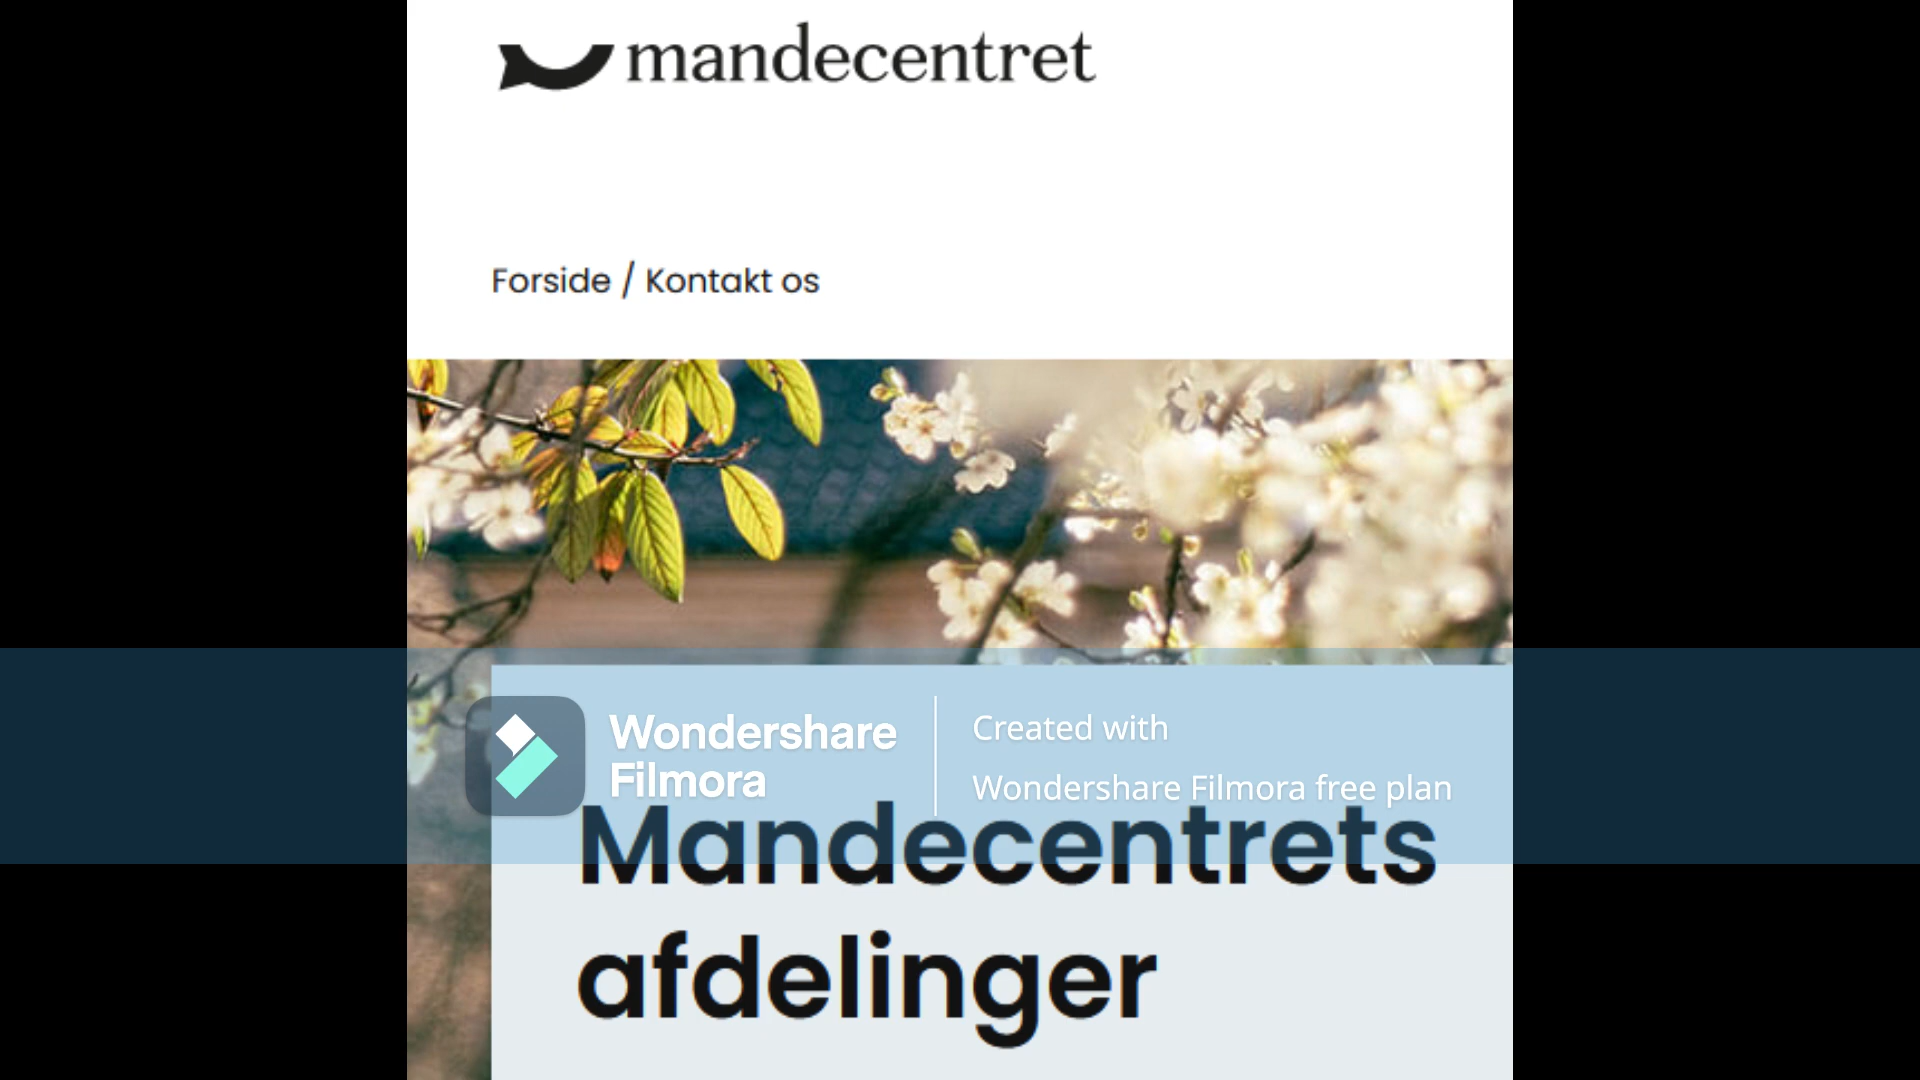 mandecentret
Forside / Kontakt os
Wondershare
Filmora
Created with
Wondershare Filmora free plan
Mandecentrets
afdelinger